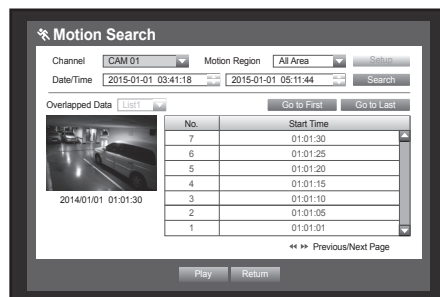 Motion Search
Channel CAM 01 Motion Region All Area Setup
Date/Time 2015-01-01 03:41:18 2015-01-01 05:11:44 Search
Overlapped Data List1 Go to First Go to Last
No. Start Time
7 01:01:30
6 01:01:25
5 01:01:20
4 01:01:15
3 01:01:10
2 01:01:05
1 01:01:01
2014/01/01 01:01:30
Previous/Next Page
Play Return